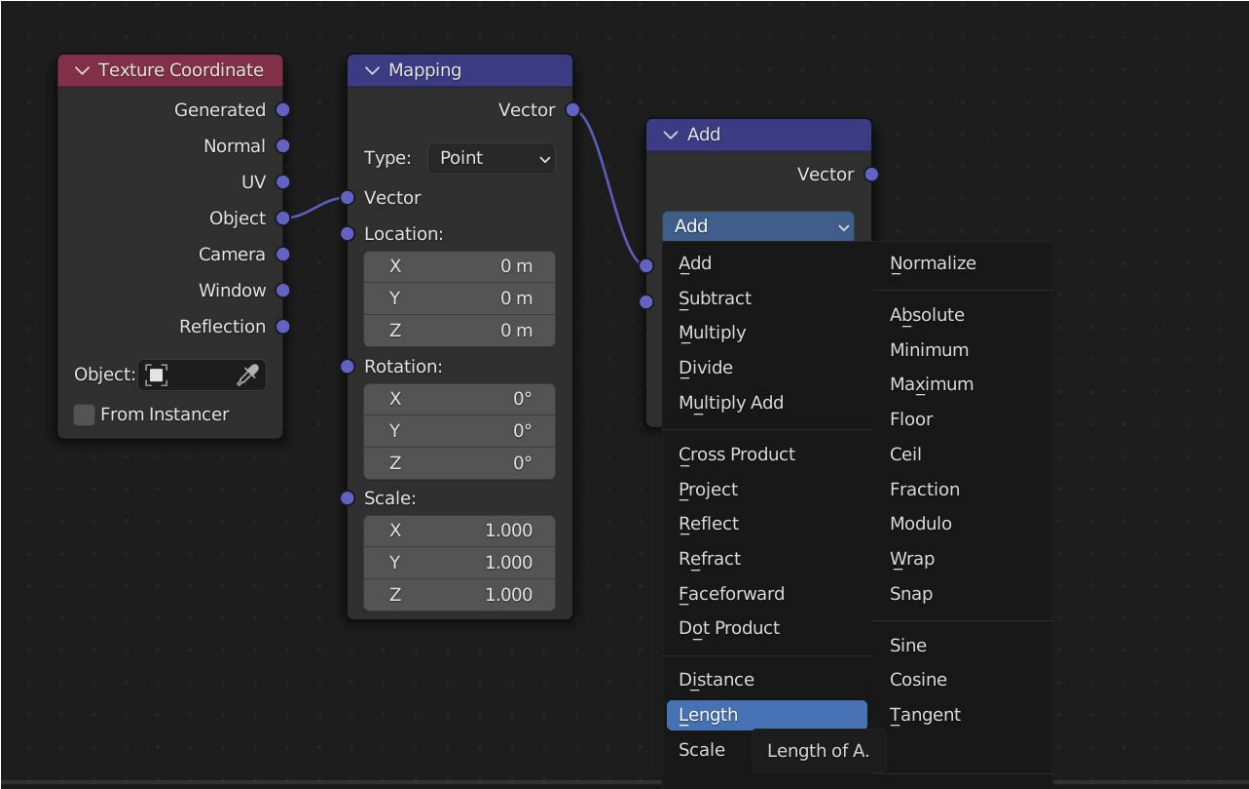 Texture Coordinate
Generated
Normal
UV
Object
Camera
Window
Reflection
Object:
From Instancer
Mapping
Vector
Type: Point
Vector
Location:
X 0 m
Y 0 m
Z 0 m
Rotation:
X 0°
Y 0°
Z 0°
Scale:
X 1.000
Y 1.000
Z 1.000
Add
Vector
Add
Add
Subtract
Multiply
Divide
Multiply Add
Cross Product
Project
Reflect
Refract
Faceforward
Dot Product
Distance
Length
Scale
Length of A.
Normalize
Absolute
Minimum
Maximum
Floor
Ceil
Fraction
Modulo
Wrap
Snap
Sine
Cosine
Tangent